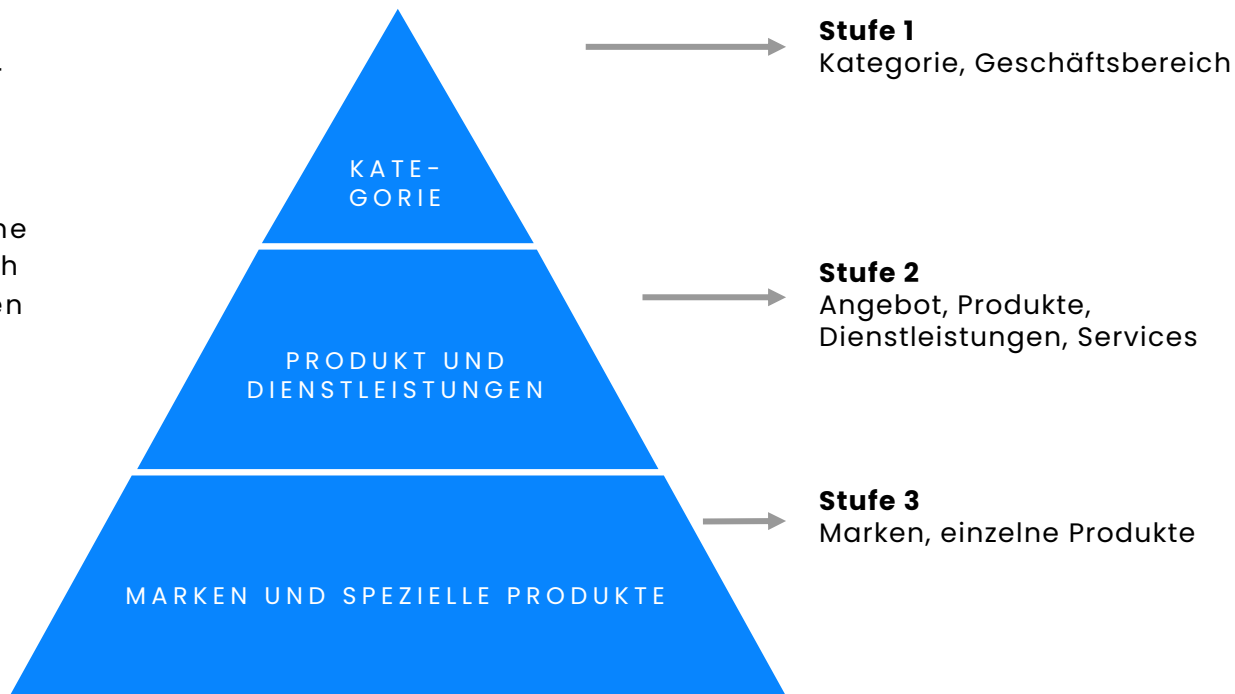 Stufe 1
Kategorie, Geschäftsbereich
KATE-
GORIE
Stufe 2
Angebot, Produkte,
Dienstleistungen, Services
PRODUKT UND
DIENSTLEISTUNGEN
Stufe 3
Marken, einzelne Produkte
MARKEN UND SPEZIELLE PRODUKTE